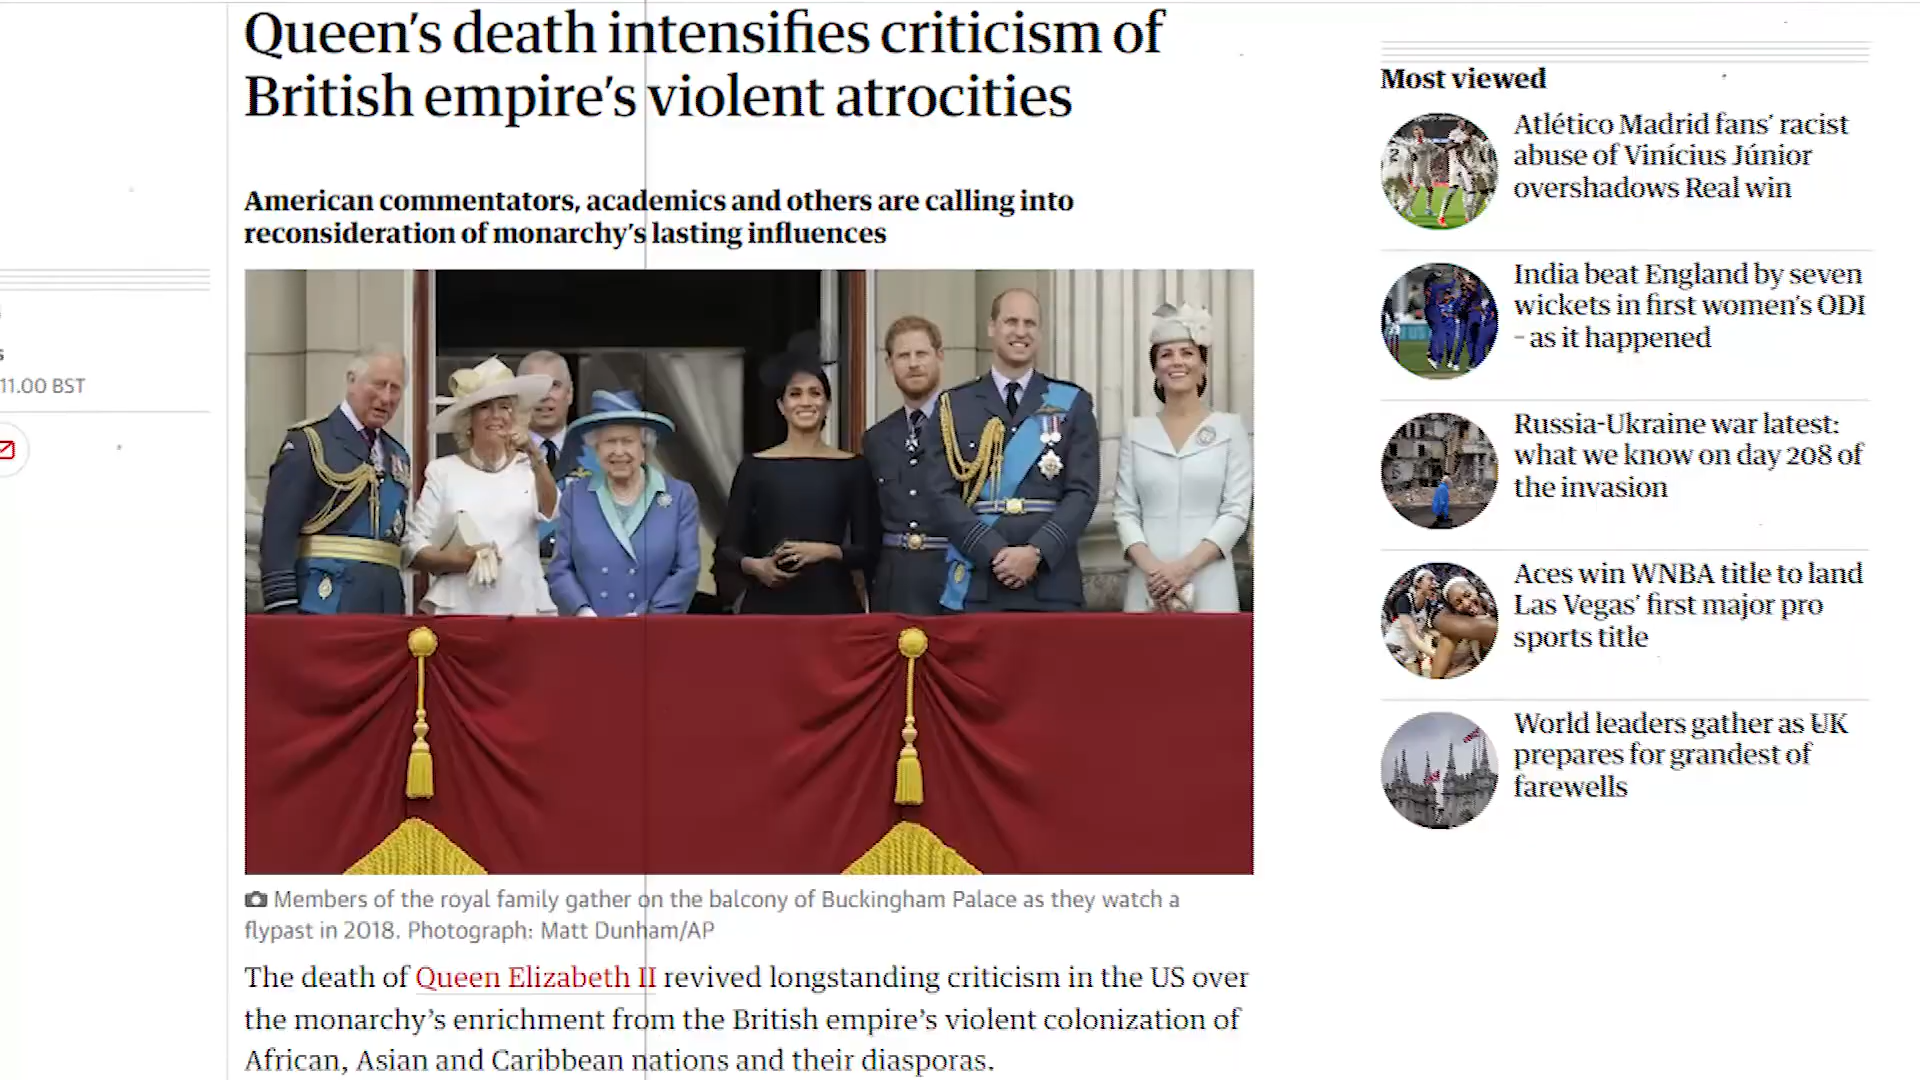 Queen’s death intensifies criticism of
British empire’s violent atrocities
American commentators, academics and others are calling into
reconsideration of monarchy’s lasting influences
11.00 BST
Members of the royal family gather on the balcony of Buckingham Palace as they watch a
flypast in 2018. Photograph: Matt Dunham/AP
The death of Queen Elizabeth II revived longstanding criticism in the US over
the monarchy’s enrichment from the British empire’s violent colonization of
African, Asian and Caribbean nations and their diasporas.
Most viewed
Atlético Madrid fans’ racist
abuse of Vinícius Júnior
overshadows Real win
India beat England by seven
wickets in first women’s ODI
– as it happened
Russia-Ukraine war latest:
what we know on day 208 of
the invasion
Aces win WNBA title to land
Las Vegas’ first major pro
sports title
World leaders gather as UK
prepares for grandest of
farewells